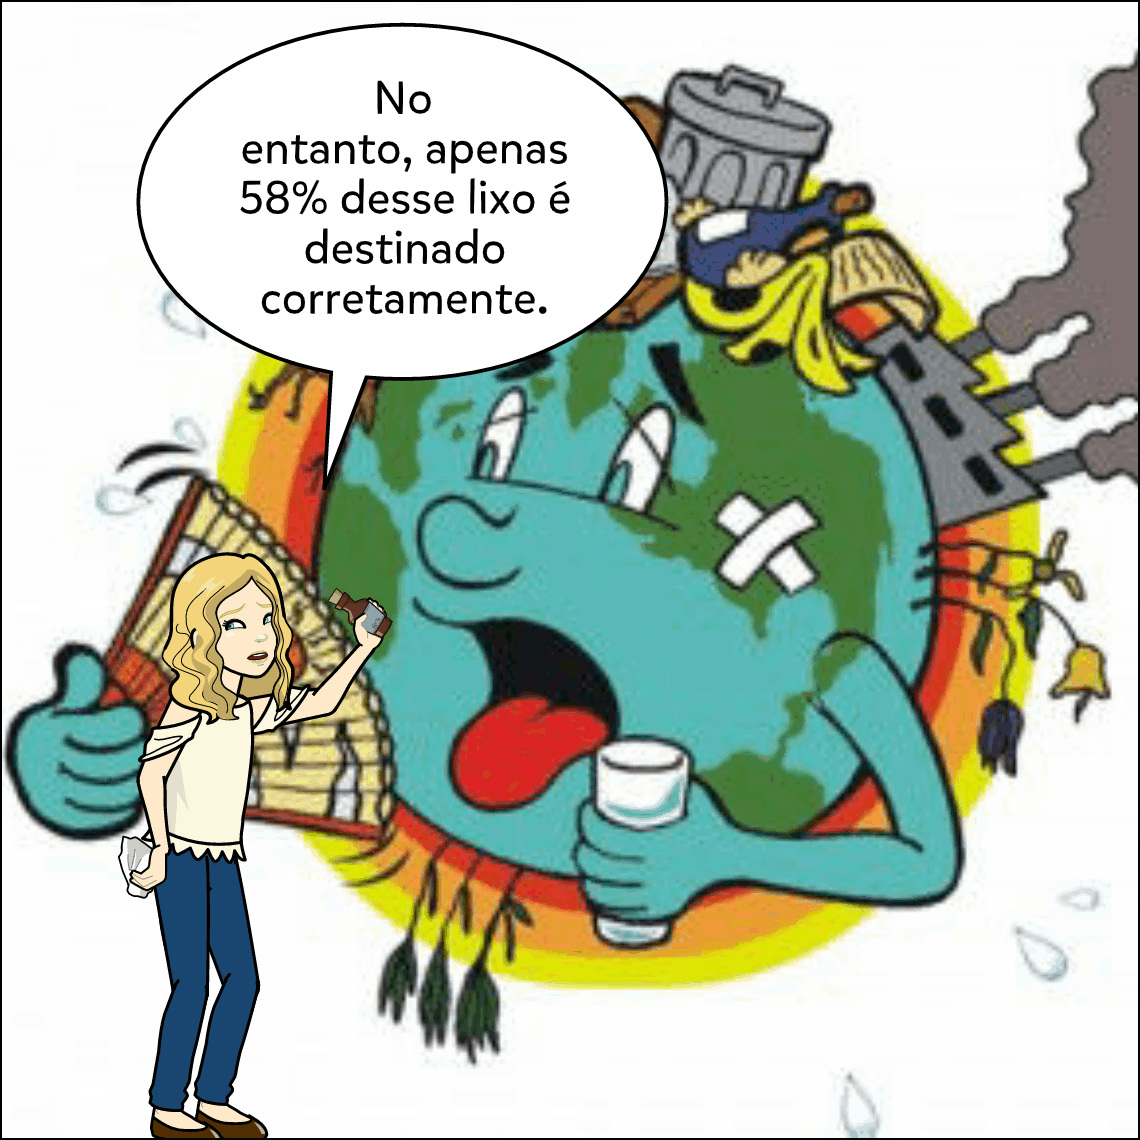 No
entanto, apenas
58% desse lixo é
destinado
corretamente.